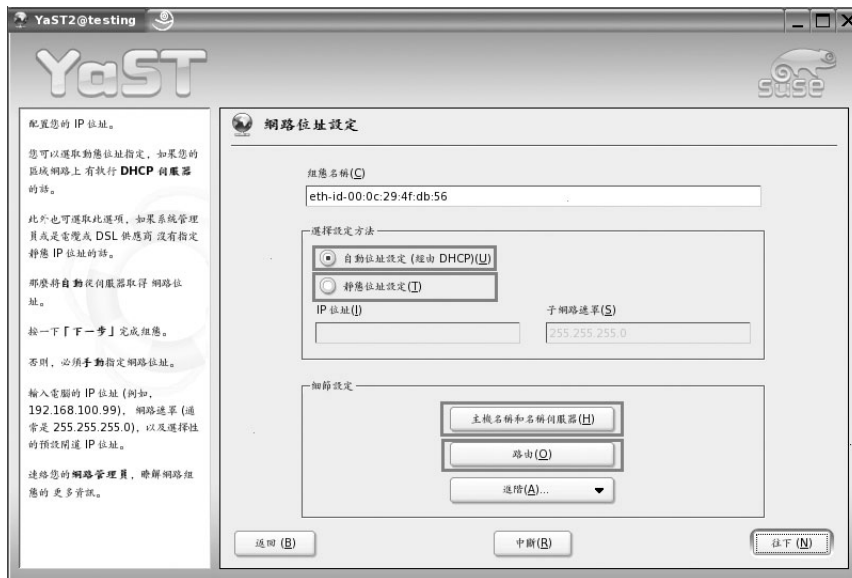 YaST2@testing
YaST
SUSE
配置您的 IP 位址。
您可以選取動態位址指定，如果您的
區域網路上 有執行 DHCP 伺服器
的話。
此外也可選取此選項，如果系統管理
員或是電纜或 DSL 供應商 沒有指定
靜態 IP 位址的話。
那麼將自動從伺服器取得 網路位
址。
按一下「下一步」完成組態。
否則，必須手動指定網路位址。
輸入電腦的 IP 位址 (例如，
192.168.100.99)， 網路遮罩 (通
常是 255.255.255.0)，以及選擇性
的預設閘道 IP 位址。
連絡您的網路管理員，瞭解網路組
態的 更多資訊。
網路位址設定
組態名稱(C)
eth-id-00:0c:29:4f:db:56
選擇設定方法
自動位址設定 (經由 DHCP)(U)
靜態位址設定(T)
IP 位址(I)
子網路遮罩(S)
255.255.255.0
細節設定
主機名稱和名稱伺服器(H)
路由(O)
進階(A)...
返回 (B)
中斷(R)
往下 (N)